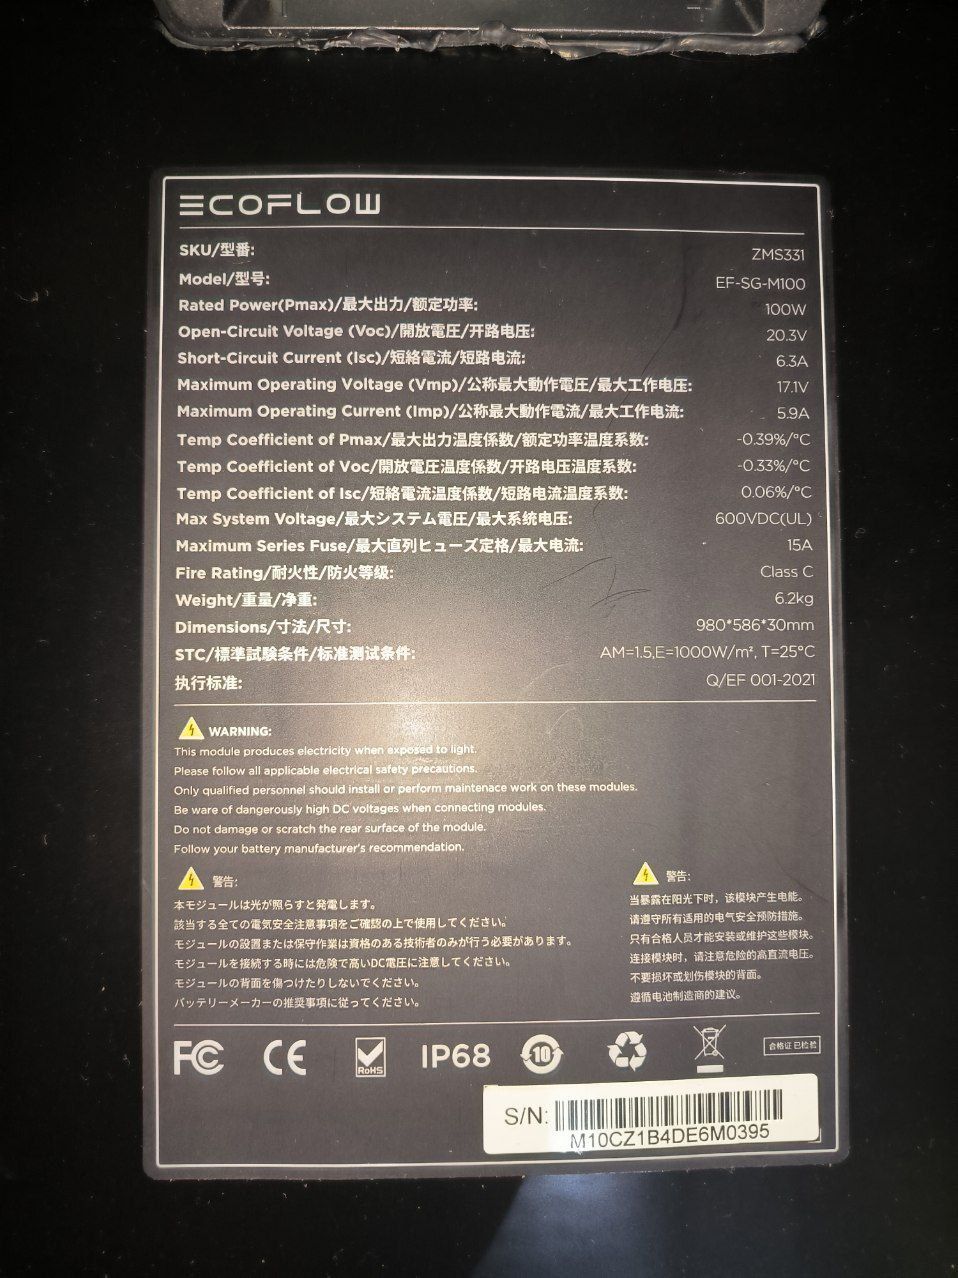 ECOFLOW
SKU/型番: ZMS331
Model/型号: EF-SG-M100
Rated Power(Pmax)/最大出力/额定功率: 100W
Open-Circuit Voltage (Voc)/開放電圧/开路电压: 20.3V
Short-Circuit Current (Isc)/短絡電流/短路电流: 6.3A
Maximum Operating Voltage (Vmp)/公称最大動作電圧/最大工作电压: 17.1V
Maximum Operating Current (Imp)/公称最大動作電流/最大工作电流: 5.9A
Temp Coefficient of Pmax/最大出力温度係数/额定功率温度系数: -0.39%/°C
Temp Coefficient of Voc/開放電圧温度係数/开路电压温度系数: -0.33%/°C
Temp Coefficient of Isc/短絡電流温度係数/短路电流温度系数: 0.06%/°C
Max System Voltage/最大システム電圧/最大系统电压: 600VDC(UL)
Maximum Series Fuse/最大直列ヒューズ定格/最大电流: 15A
Fire Rating/耐火性/防火等级: Class C
Weight/重量/净重: 6.2kg
Dimensions/寸法/尺寸: 980*586*30mm
STC/標準試験条件/标准测试条件: AM=1.5,E=1000W/m², T=25°C
执行标准: Q/EF 001-2021
WARNING:
This module produces electricity when exposed to light.
Please follow all applicable electrical safety precautions.
Only qualified personnel should install or perform maintenace work on these modules.
Be ware of dangerously high DC voltages when connecting modules.
Do not damage or scratch the rear surface of the module.
Follow your battery manufacturer's recommendation.
警告:
本モジュールは光が照らすと発電します。
該当する全ての電気安全注意事項をご確認の上で使用してください。
モジュールの設置または保守作業は資格のある技術者のみが行う必要があります。
モジュールを接続する時には危険で高いDC電圧に注意してください。
モジュールの背面を傷つけたりしないでください。
バッテリーメーカーの推奨事項に従ってください。
警告:
当暴露在阳光下时，该模块产生电能。
请遵守所有适用的电气安全预防措施。
只有合格人员才能安装或维护这些模块。
连接模块时，请注意危险的高直流电压。
不要损坏或划伤模块的背面。
遵循电池制造商的建议。
FC CE RoHS IP68 10 合格证 已检验
S/N:
M10CZ1B4DE6M0395